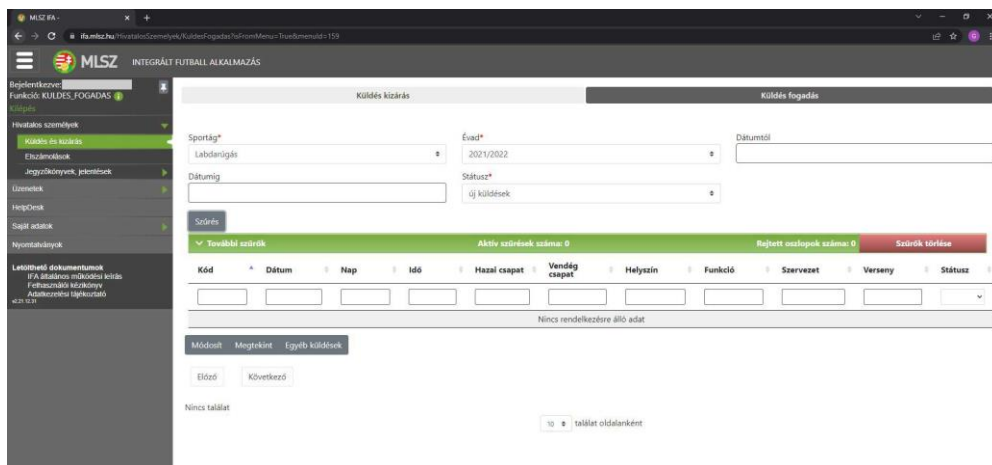 MLSZ IFA -
ifa.mlsz.hu/HivatalosSzemelyek/KuldesFogadas?isFromMenu=True&menuId=159
G
MLSZ INTEGRÁLT FUTBALL ALKALMAZÁS
Bejelentkezve:
Funkció: KULDES_FOGADAS
Kilépés
Hivatalos személyek
Küldés és kizárás
Elszámolások
Jegyzőkönyvek, jelentések
Üzenetek
HelpDesk
Saját adatok
Nyomtatványok
Letölthető dokumentumok
IFA általános működési leírás
Felhasználói kézikönyv
Adatkezelési tájékoztató
v2.21.12.31
Küldés kizárás Küldés fogadás
Sportág* Évad* Dátumtól
Labdarúgás 2021/2022
Dátumig Státusz*
új küldések
Szűrés
További szűrők Aktív szűrések száma: 0 Rejtett oszlopok száma: 0 Szűrők törlése
Kód Dátum Nap Idő Hazai csapat Vendég csapat Helyszín Funkció Szervezet Verseny Státusz
Nincs rendelkezésre álló adat
Módosít Megtekint Egyéb küldések
Előző Következő
Nincs találat
10 találat oldalanként